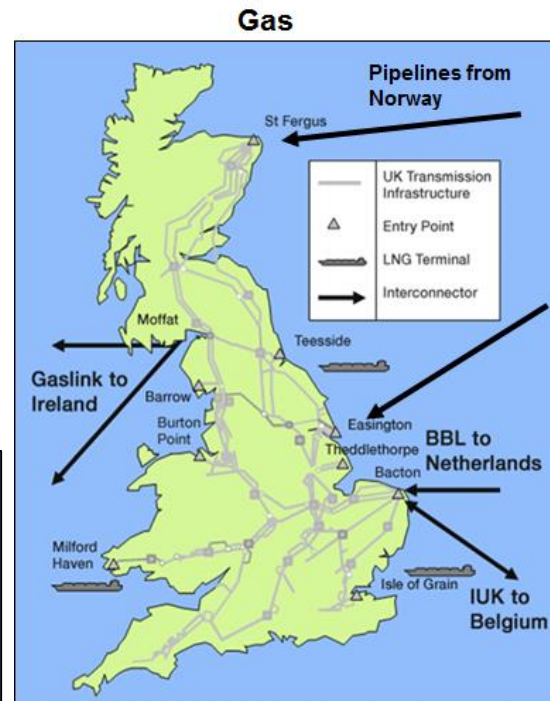 Gas
Pipelines from
Norway
St Fergus
UK Transmission
Infrastructure
Entry Point
LNG Terminal
Interconnector
Moffat
Teesside
Gaslink to
Ireland
Barrow
Burton
Point
Easington
Theddlethorpe
BBL to
Netherlands
Bacton
Milford
Haven
Isle of Grain
IUK to
Belgium